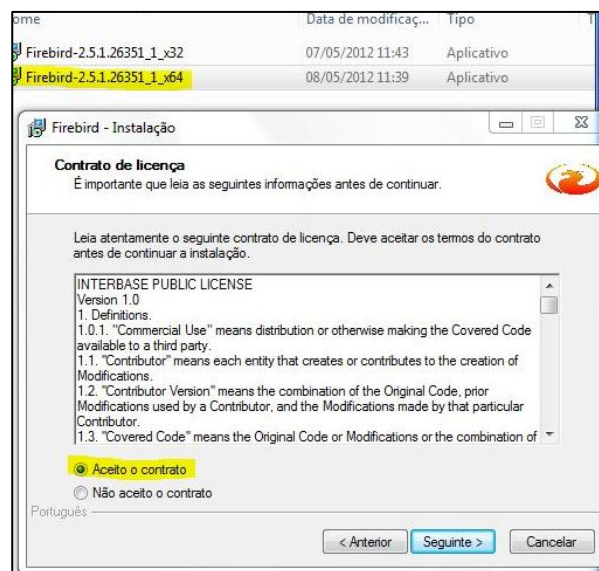 ome Data de modificaç... Tipo T
Firebird-2.5.1.26351_1_x32 07/05/2012 11:43 Aplicativo
Firebird-2.5.1.26351_1_x64 08/05/2012 11:39 Aplicativo
Firebird - Instalação
Contrato de licença
É importante que leia as seguintes informações antes de continuar.
Leia atentamente o seguinte contrato de licença. Deve aceitar os termos do contrato
antes de continuar a instalação.
INTERBASE PUBLIC LICENSE
Version 1.0
1. Definitions.
1.0.1. "Commercial Use" means distribution or otherwise making the Covered Code
available to a third party.
1.1. "Contributor" means each entity that creates or contributes to the creation of
Modifications.
1.2. "Contributor Version" means the combination of the Original Code, prior
Modifications used by a Contributor, and the Modifications made by that particular
Contributor.
1.3. "Covered Code" means the Original Code or Modifications or the combination of
Aceito o contrato
Não aceito o contrato
Português
< Anterior Seguinte > Cancelar